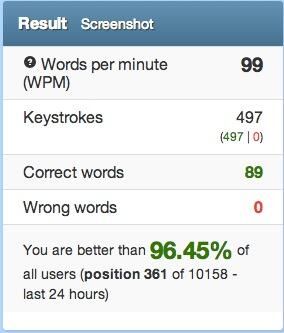 Result Screenshot
? Words per minute 99
(WPM)
Keystrokes 497
(497 | 0)
Correct words 89
Wrong words 0
You are better than 96.45% of
all users (position 361 of 10158 -
last 24 hours)